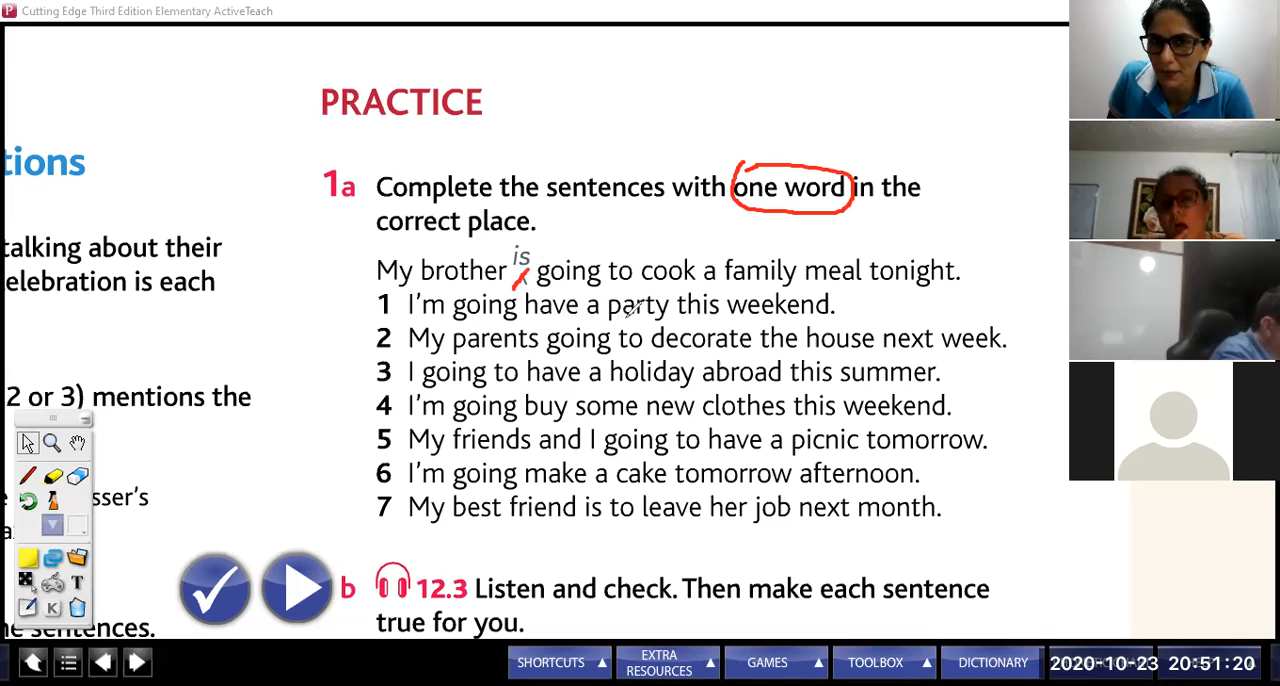 Cutting Edge Third Edition Elementary ActiveTeach
PRACTICE
tions
1a Complete the sentences with one word in the
correct place.
talking about their
elebration is each
is
My brother going to cook a family meal tonight.
1 I'm going have a party this weekend.
2 My parents going to decorate the house next week.
3 I going to have a holiday abroad this summer.
2 or 3) mentions the
4 I'm going buy some new clothes this weekend.
5 My friends and I going to have a picnic tomorrow.
6 I'm going make a cake tomorrow afternoon.
sser's
7 My best friend is to leave her job next month.
b 12.3 Listen and check. Then make each sentence
true for you.
sentences.
SHORTCUTS
EXTRA
RESOURCES
GAMES
TOOLBOX
DICTIONARY
2020-10-23 20:51:20